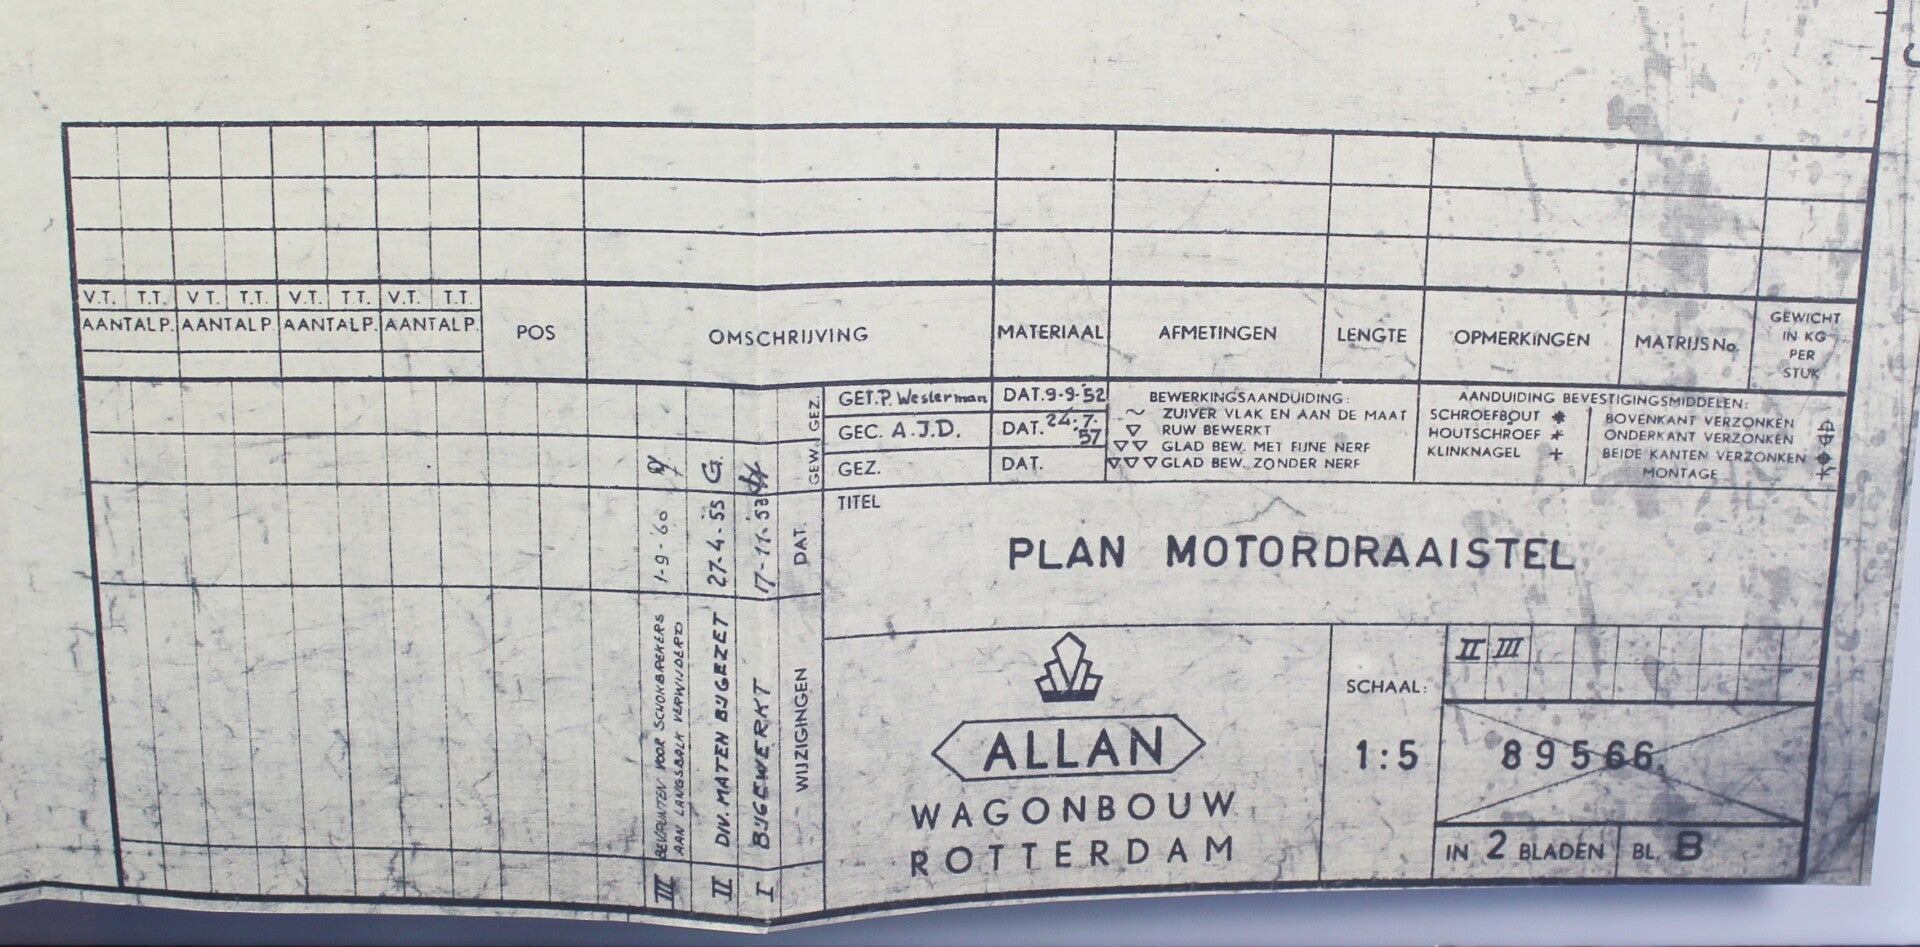 V.T. T.T. V.T. T.T. V.T. T.T. V.T. T.T.
AANTAL P. AANTAL P. AANTAL P. AANTAL P.
POS
OMSCHRIJVING
MATERIAAL
AFMETINGEN
LENGTE
OPMERKINGEN
MATRIJS No.
GEWICHT
IN KG
PER
STUK
GET. P. Westerman DAT. 9-9-'52
GEC. A.J.D. DAT. 24-7-57
GEZ. DAT.
BEWERKINGSAANDUIDING:
~ ZUIVER VLAK EN AAN DE MAAT
▽ RUW BEWERKT
▽▽ GLAD BEW. MET FIJNE NERF
▽▽▽ GLAD BEW. ZONDER NERF
AANDUIDING BEVESTIGINGSMIDDELEN:
SCHROEFBOUT
HOUTSCHROEF
KLINKNAGEL +
BOVENKANT VERZONKEN
ONDERKANT VERZONKEN
BEIDE KANTEN VERZONKEN
MONTAGE
TITEL
PLAN MOTORDRAAISTEL
ALLAN
WAGONBOUW
ROTTERDAM
SCHAAL:
1:5
II III
89566
IN 2 BLADEN BL. B
WIJZIGINGEN DAT. GEW. GEZ.
I BIJGEWERKT 17-11-53
II DIV. MATEN BIJGEZET 27-4-55 G.
III VOOR SCHOKBREKERS 1-9-'60
AAN LANGSBALK VERWIJDERD